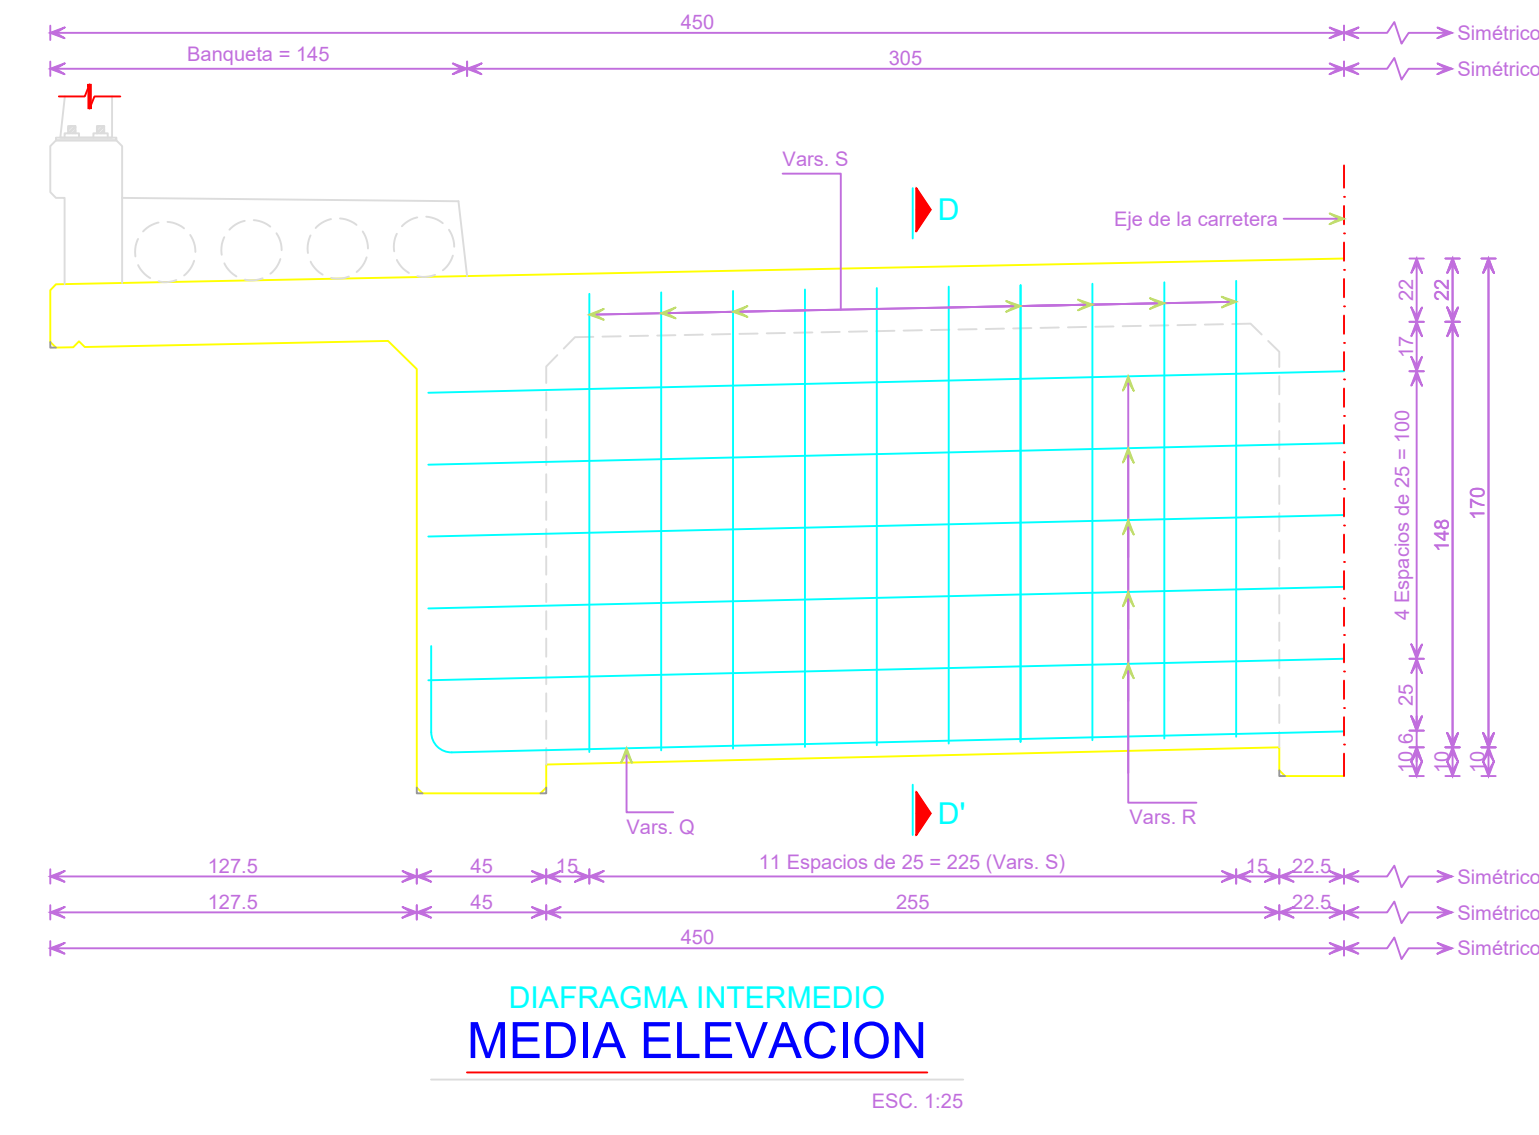 450
Simétrico
Banqueta = 145
305
Simétrico
Vars. S
D
Eje de la carretera
22
22
17
4 Espacios de 25 = 100
148
170
25
6
10
10
10
Vars. Q
D'
Vars. R
127.5
45
15
11 Espacios de 25 = 225 (Vars. S)
15
22.5
Simétrico
127.5
45
255
22.5
Simétrico
450
Simétrico
DIAFRAGMA INTERMEDIO
MEDIA ELEVACION
ESC. 1:25